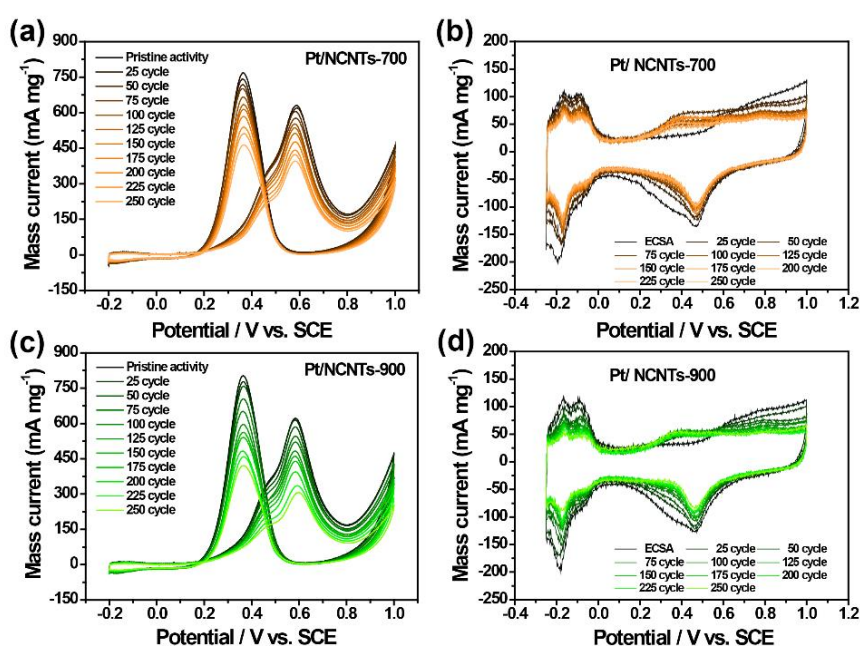 (a)
Pt/NCNTs-700
Pristine activity
25 cycle
50 cycle
75 cycle
100 cycle
125 cycle
150 cycle
175 cycle
200 cycle
225 cycle
250 cycle
900
750
600
450
300
150
0
-150
Mass current (mA mg⁻¹)
-0.2 0.0 0.2 0.4 0.6 0.8 1.0
Potential / V vs. SCE
(b)
Pt/ NCNTs-700
200
150
100
50
0
-50
-100
-150
-200
-250
Mass current (mA mg⁻¹)
ECSA 25 cycle 50 cycle
75 cycle 100 cycle 125 cycle
150 cycle 175 cycle 200 cycle
225 cycle 250 cycle
-0.4 -0.2 0.0 0.2 0.4 0.6 0.8 1.0 1.2
Potential / V vs. SCE
(c)
Pt/NCNTs-900
Pristine activity
25 cycle
50 cycle
75 cycle
100 cycle
125 cycle
150 cycle
175 cycle
200 cycle
225 cycle
250 cycle
900
750
600
450
300
150
0
-150
Mass current (mA mg⁻¹)
-0.2 0.0 0.2 0.4 0.6 0.8 1.0
Potential / V vs. SCE
(d)
Pt/ NCNTs-900
200
150
100
50
0
-50
-100
-150
-200
-250
Mass current (mA mg⁻¹)
ECSA 25 cycle 50 cycle
75 cycle 100 cycle 125 cycle
150 cycle 175 cycle 200 cycle
225 cycle 250 cycle
-0.4 -0.2 0.0 0.2 0.4 0.6 0.8 1.0 1.2
Potential / V vs. SCE